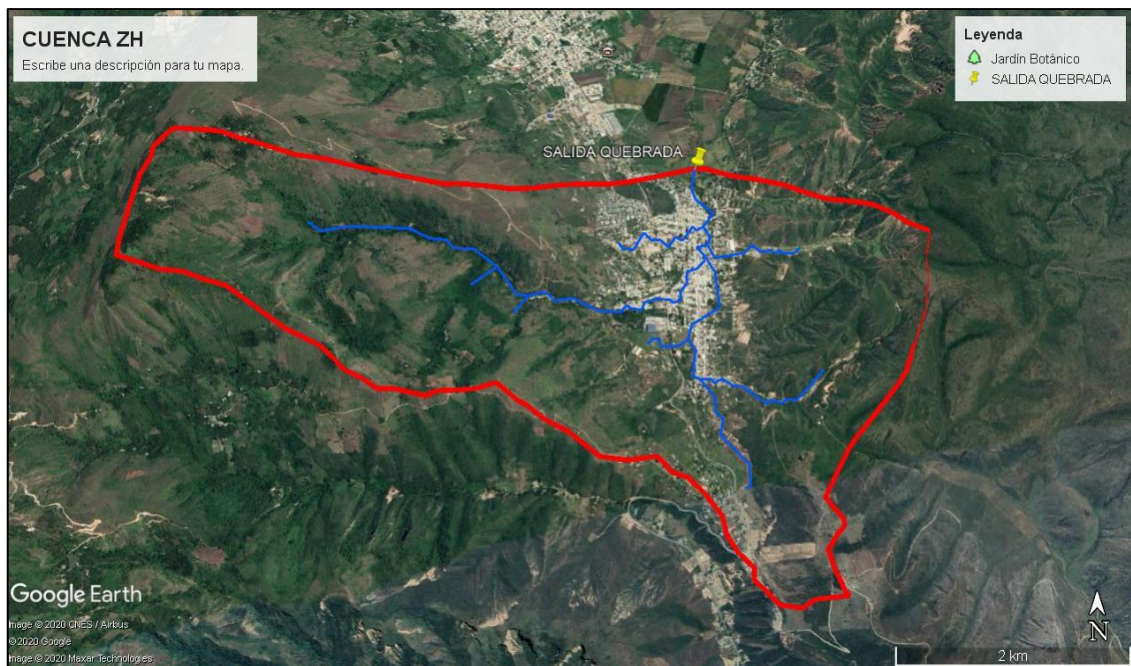 CUENCA ZH
Escribe una descripción para tu mapa.
Leyenda
Jardín Botánico
SALIDA QUEBRADA
SALIDA QUEBRADA
Google Earth
Image © 2020 CNES / Airbus
© 2020 Google
Image © 2020 Maxar Technologies
N
2 km